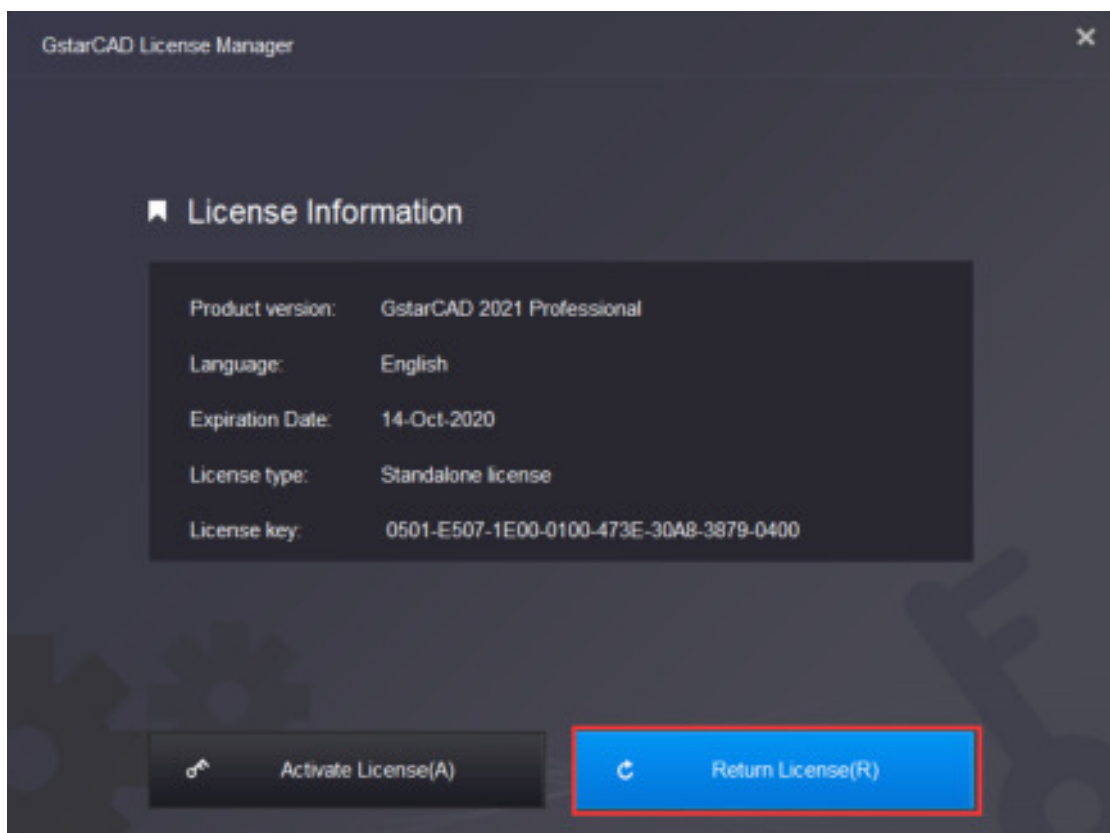 GstarCAD License Manager
License Information
Product version: GstarCAD 2021 Professional
Language: English
Expiration Date: 14-Oct-2020
License type: Standalone license
License key: 0501-E507-1E00-0100-473E-30A8-3879-0400
Activate License(A) Return License(R)